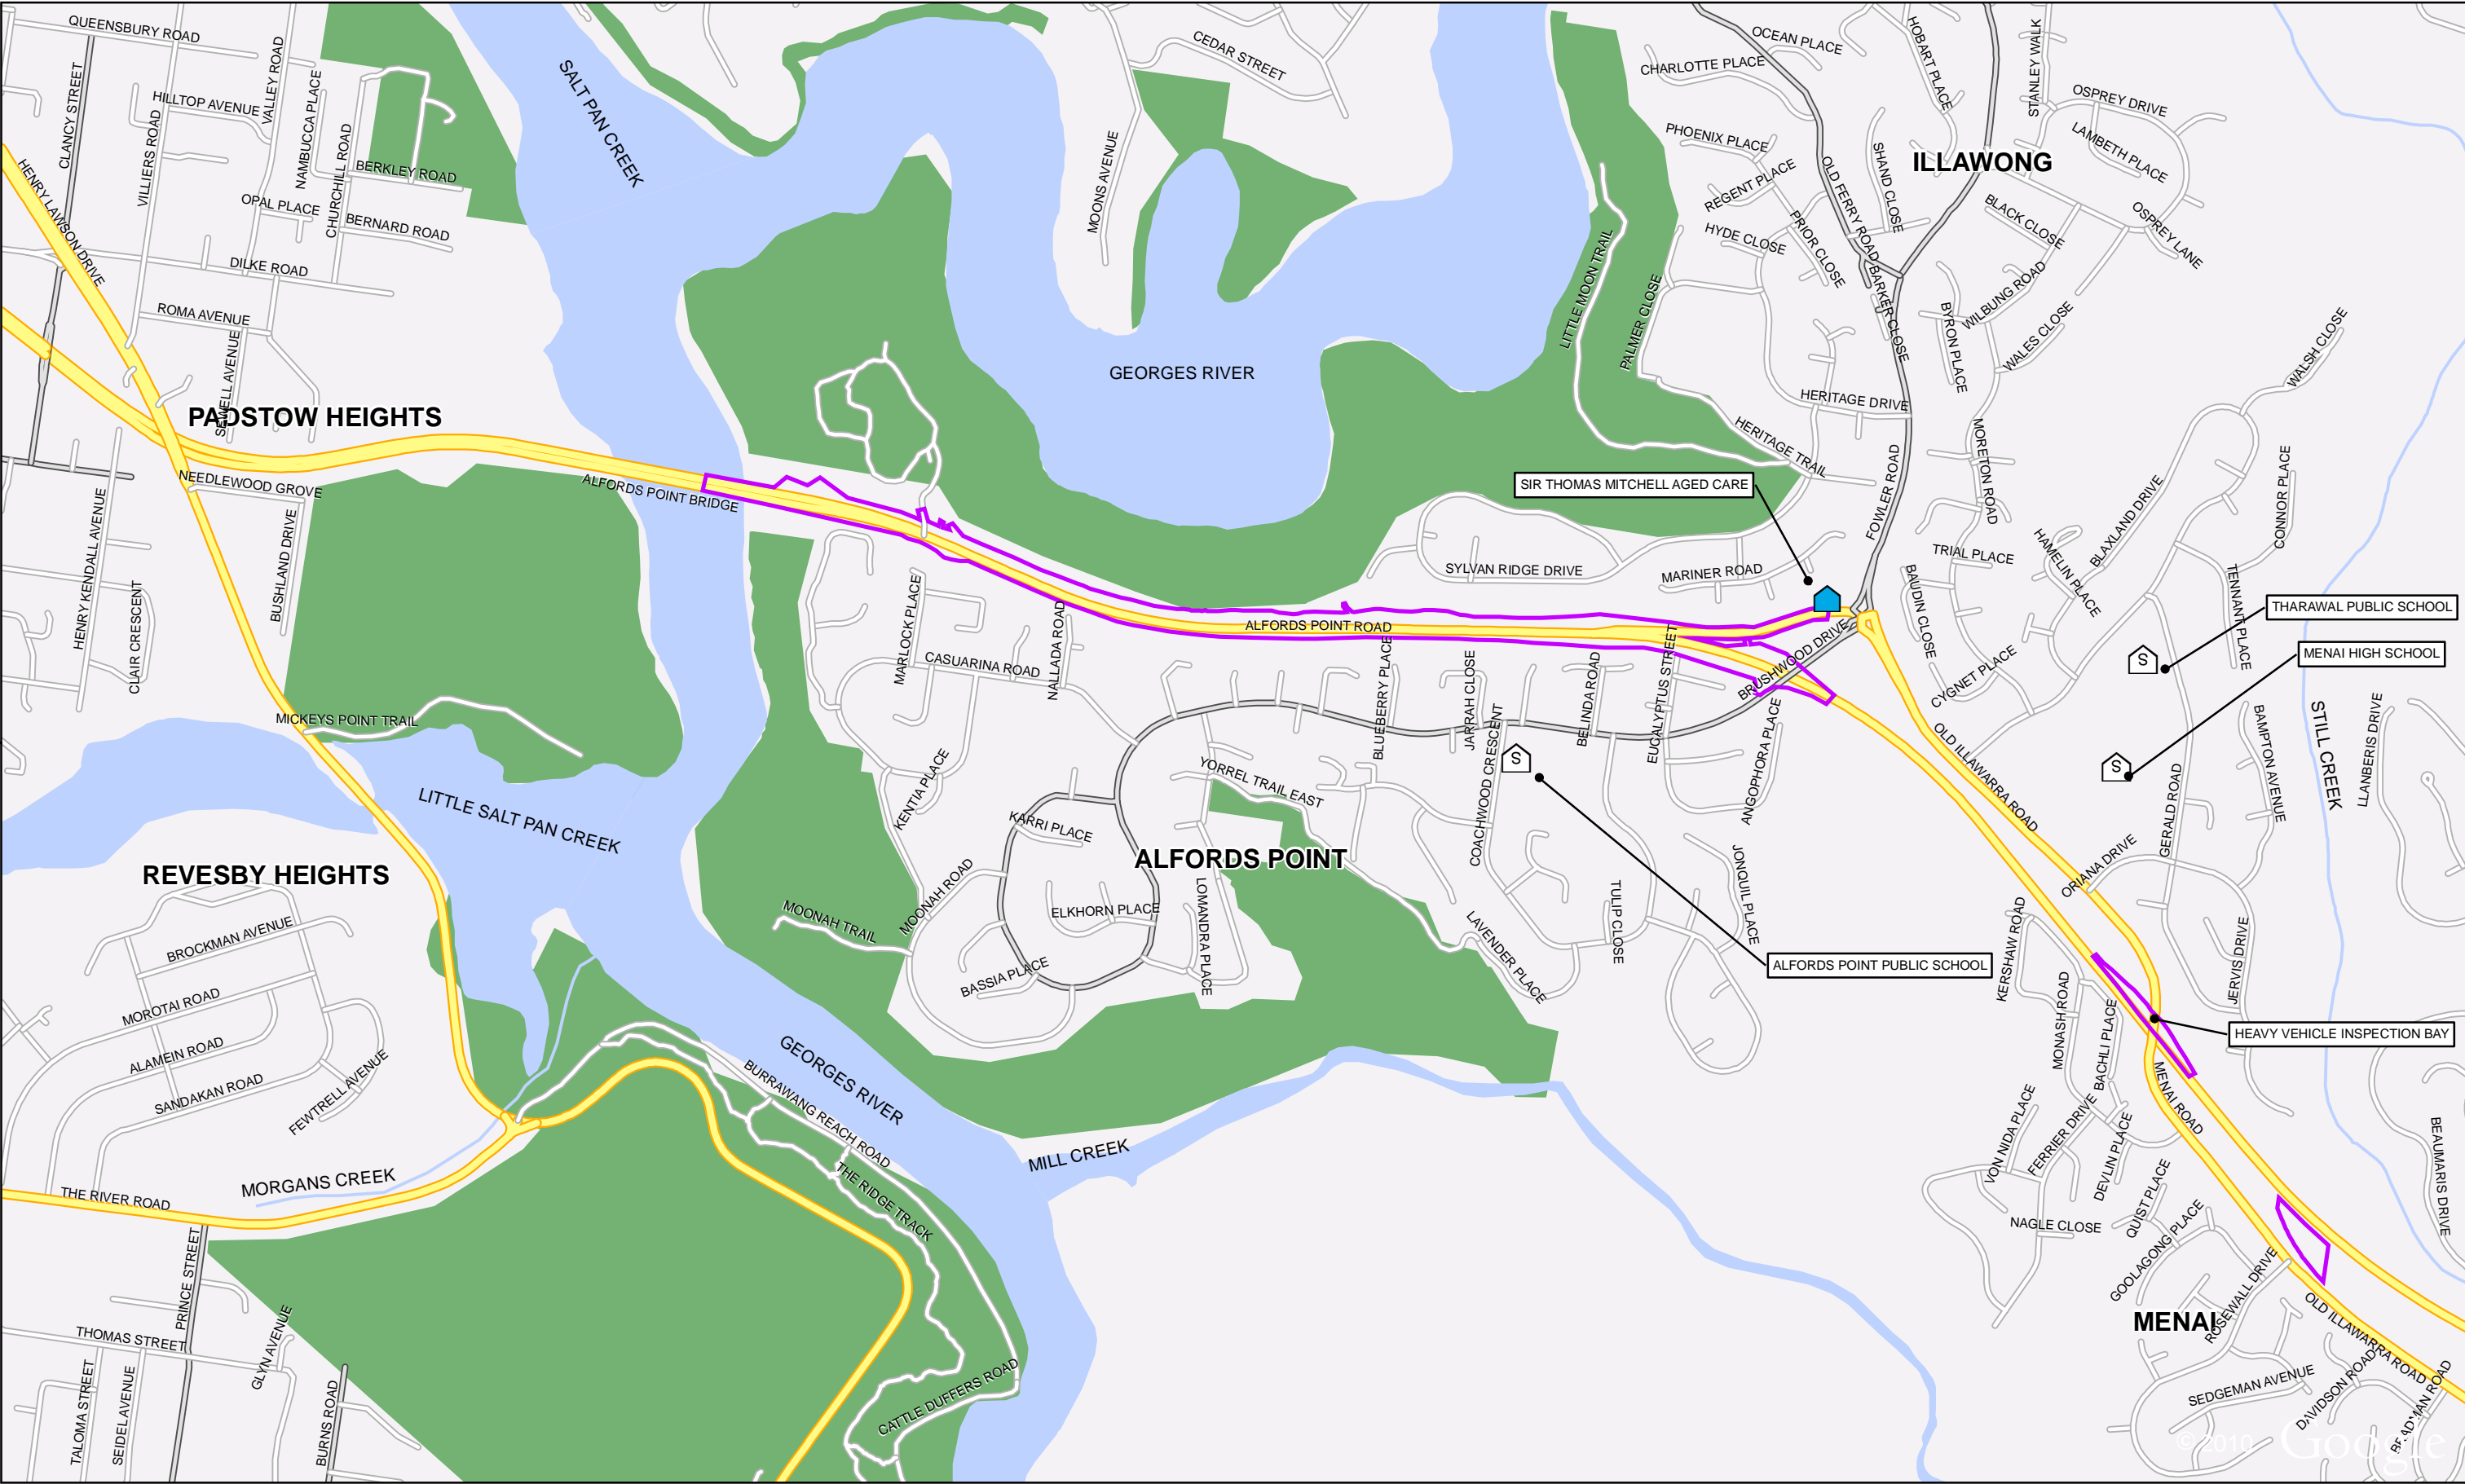 QUEENSBURY ROAD
CLANCY STREET
VALLEY ROAD
HILLTOP AVENUE
NAMBUCCA PLACE
VILLIERS ROAD
CHURCHILL ROAD
BERKLEY ROAD
OPAL PLACE
BERNARD ROAD
HENRY LAWSON DRIVE
DILKE ROAD
ROMA AVENUE
SEWELL AVENUE
PADSTOW HEIGHTS
SALT PAN CREEK
CEDAR STREET
MOONS AVENUE
GEORGES RIVER
OCEAN PLACE
CHARLOTTE PLACE
HOBART PLACE
STANLEY WALK
OSPREY DRIVE
LAMBETH PLACE
PHOENIX PLACE
ILLAWONG
SHAND CLOSE
REGENT PLACE
OLD FERRY ROAD
PRIOR CLOSE
HYDE CLOSE
BLACK CLOSE
OSPREY LANE
LITTLE MOON TRAIL
PALMER CLOSE
BARKER CLOSE
BYRON PLACE
WILBUNG ROAD
WALES CLOSE
WALSH CLOSE
HERITAGE DRIVE
HERITAGE TRAIL
FOWLER ROAD
MORETON ROAD
CONNOR PLACE
BLAXLAND DRIVE
NEEDLEWOOD GROVE
ALFORDS POINT BRIDGE
SIR THOMAS MITCHELL AGED CARE
HENRY KENDALL AVENUE
BUSHLAND DRIVE
CLAIR CRESCENT
MARLOCK PLACE
NALLADA ROAD
CASUARINA ROAD
SYLVAN RIDGE DRIVE
MARINER ROAD
TRIAL PLACE
HAMELIN PLACE
BAUDIN CLOSE
TENNANT PLACE
THARAWAL PUBLIC SCHOOL
MENAI HIGH SCHOOL
S
ALFORDS POINT ROAD
BRUSHWOOD DRIVE
CYGNET PLACE
BLUEBERRY PLACE
JARRAH CLOSE
BELINDA ROAD
EUCALYPTUS STREET
MICKEYS POINT TRAIL
COACHWOOD CRESCENT
ANGOPHORA PLACE
OLD ILLAWARRA ROAD
BAMPTON AVENUE
STILL CREEK
LLANBERIS DRIVE
S
S
LITTLE SALT PAN CREEK
KENTIA PLACE
YORREL TRAIL EAST
KARRI PLACE
GERALD ROAD
ORIANA DRIVE
REVESBY HEIGHTS
ALFORDS POINT
MOONAH ROAD
MOONAH TRAIL
ELKHORN PLACE
LOMANDRA PLACE
BASSIA PLACE
LAVENDER PLACE
TULIP CLOSE
JONQUIL PLACE
ALFORDS POINT PUBLIC SCHOOL
KERSHAW ROAD
JERVIS DRIVE
BROCKMAN AVENUE
MOROTAI ROAD
ALAMEIN ROAD
SANDAKAN ROAD
FEWTRELL AVENUE
MONASH ROAD
BACHLI PLACE
HEAVY VEHICLE INSPECTION BAY
MENAI ROAD
GEORGES RIVER
BURRAWANG REACH ROAD
MILL CREEK
VON NIDA PLACE
FERRIER DRIVE
DEVLIN PLACE
QUIST PLACE
BEAUMARIS DRIVE
MORGANS CREEK
THE RIVER ROAD
THE RIDGE TRACK
NAGLE CLOSE
GOOLAGONG PLACE
PRINCE STREET
ROSEWALL DRIVE
MENAI
OLD ILLAWARRA ROAD
THOMAS STREET
GLYN AVENUE
TALOMA STREET
SEIDEL AVENUE
BURNS ROAD
CATTLE DUFFERS ROAD
SEDGEMAN AVENUE
DAVIDSON ROAD
© 2010 Google